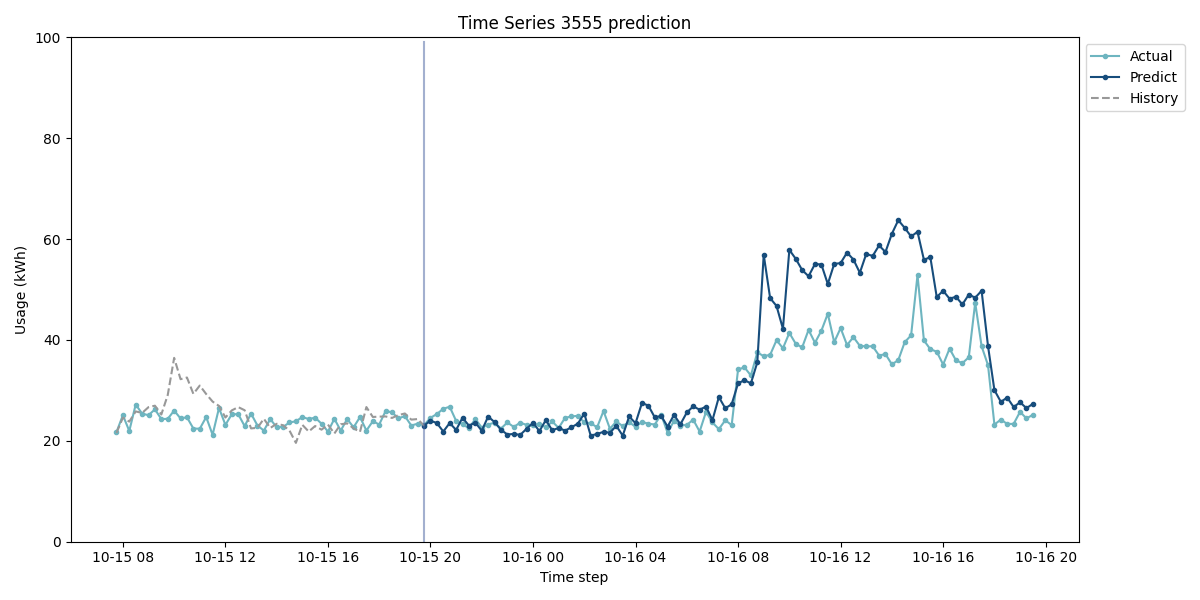 Time Series 3555 prediction
100
80
60
40
20
0
Usage (kWh)
10-15 08
10-15 12
10-15 16
10-15 20
10-16 00
10-16 04
10-16 08
10-16 12
10-16 16
10-16 20
Time step
Actual
Predict
History